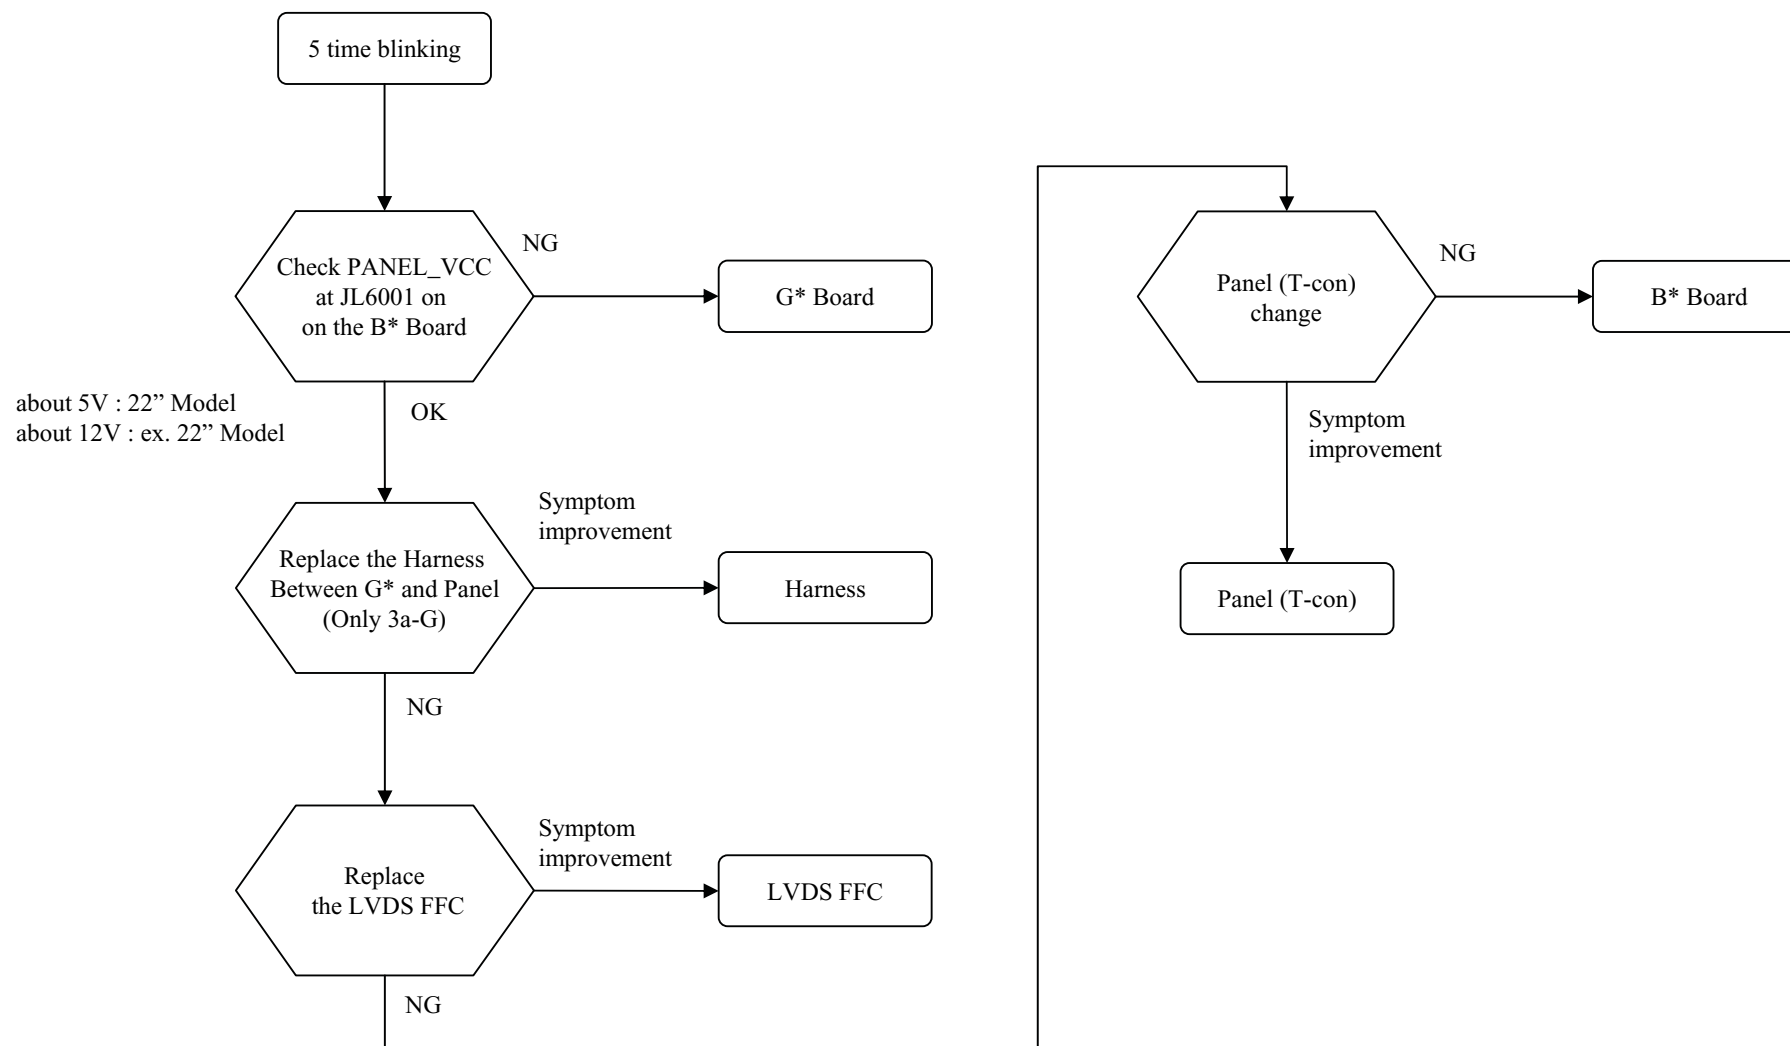 5 time blinking
Check PANEL_VCC
at JL6001 on
on the B* Board
NG
G* Board
about 5V : 22” Model
about 12V : ex. 22” Model
OK
Replace the Harness
Between G* and Panel
(Only 3a-G)
Symptom
improvement
Harness
NG
Replace
the LVDS FFC
Symptom
improvement
LVDS FFC
NG
Panel (T-con)
change
NG
B* Board
Symptom
improvement
Panel (T-con)